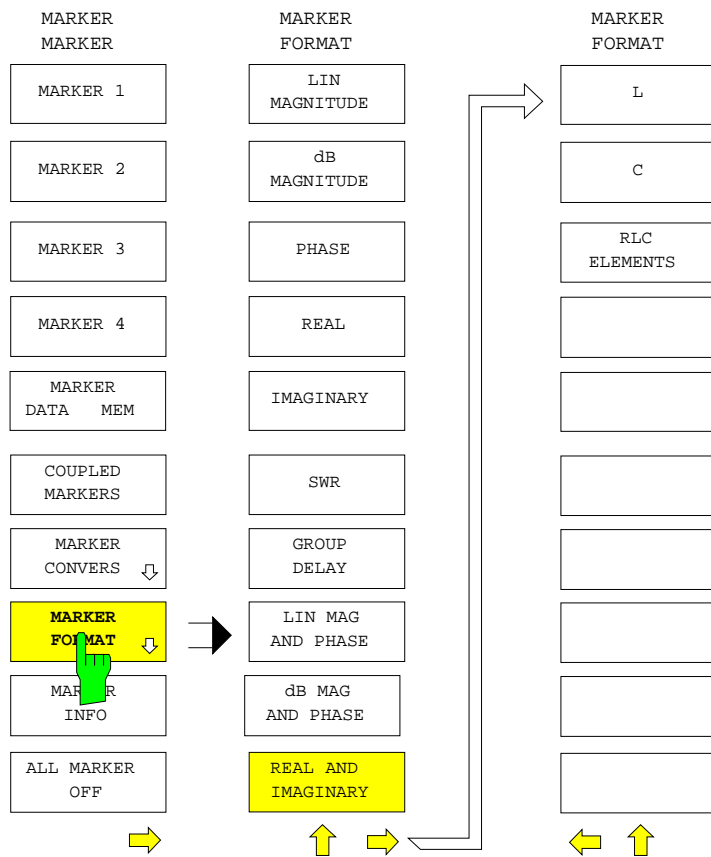 MARKER
MARKER
MARKER 1
MARKER 2
MARKER 3
MARKER 4
MARKER
DATA MEM
COUPLED
MARKERS
MARKER
CONVERS
MARKER
FORMAT
MARKER
INFO
ALL MARKER
OFF
MARKER
FORMAT
LIN
MAGNITUDE
dB
MAGNITUDE
PHASE
REAL
IMAGINARY
SWR
GROUP
DELAY
LIN MAG
AND PHASE
dB MAG
AND PHASE
REAL AND
IMAGINARY
MARKER
FORMAT
L
C
RLC
ELEMENTS